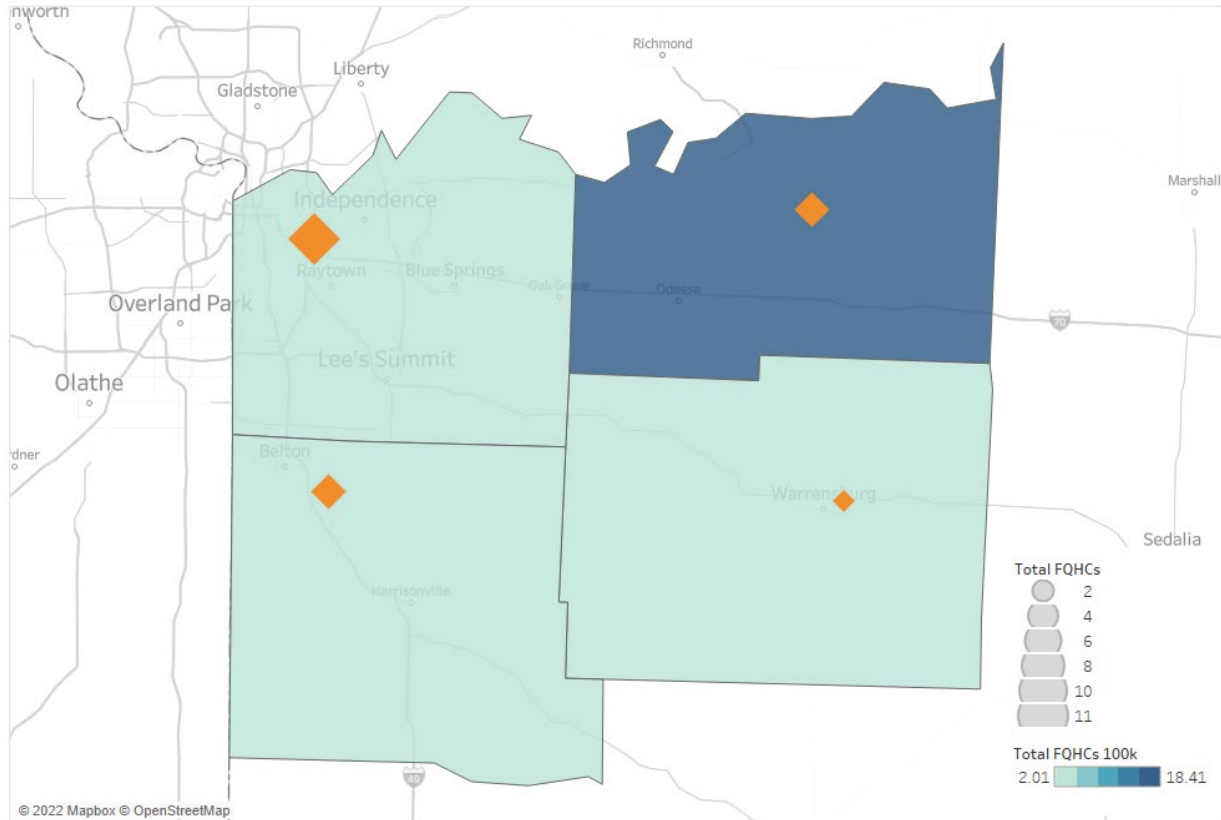 nworth
Richmond
Liberty
Gladstone
Marshall
Independence
Raytown
Blue Springs
Oak Grove
Odessa
Overland Park
70
Lee's Summit
Olathe
Belton
rdner
Warrensburg
Sedalia
Harrisonville
Total FQHCs
2
4
6
8
10
11
Total FQHCs 100k
2.01 18.41
49
© 2022 Mapbox © OpenStreetMap